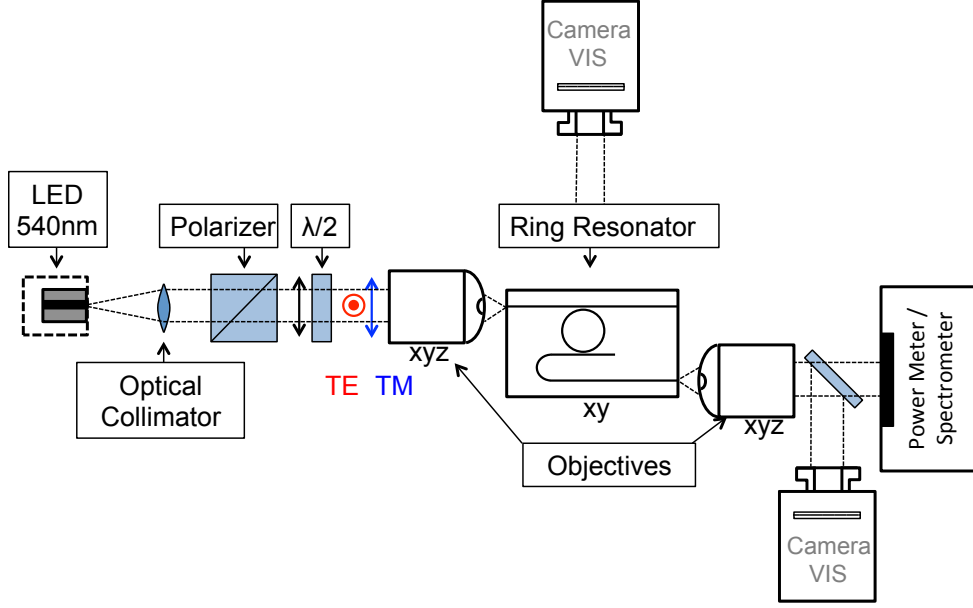 Camera
VIS
LED
540nm
Polarizer
λ/2
Ring Resonator
xyz
TE
TM
Optical
Collimator
xy
xyz
Objectives
Power Meter /
Spectrometer
Camera
VIS